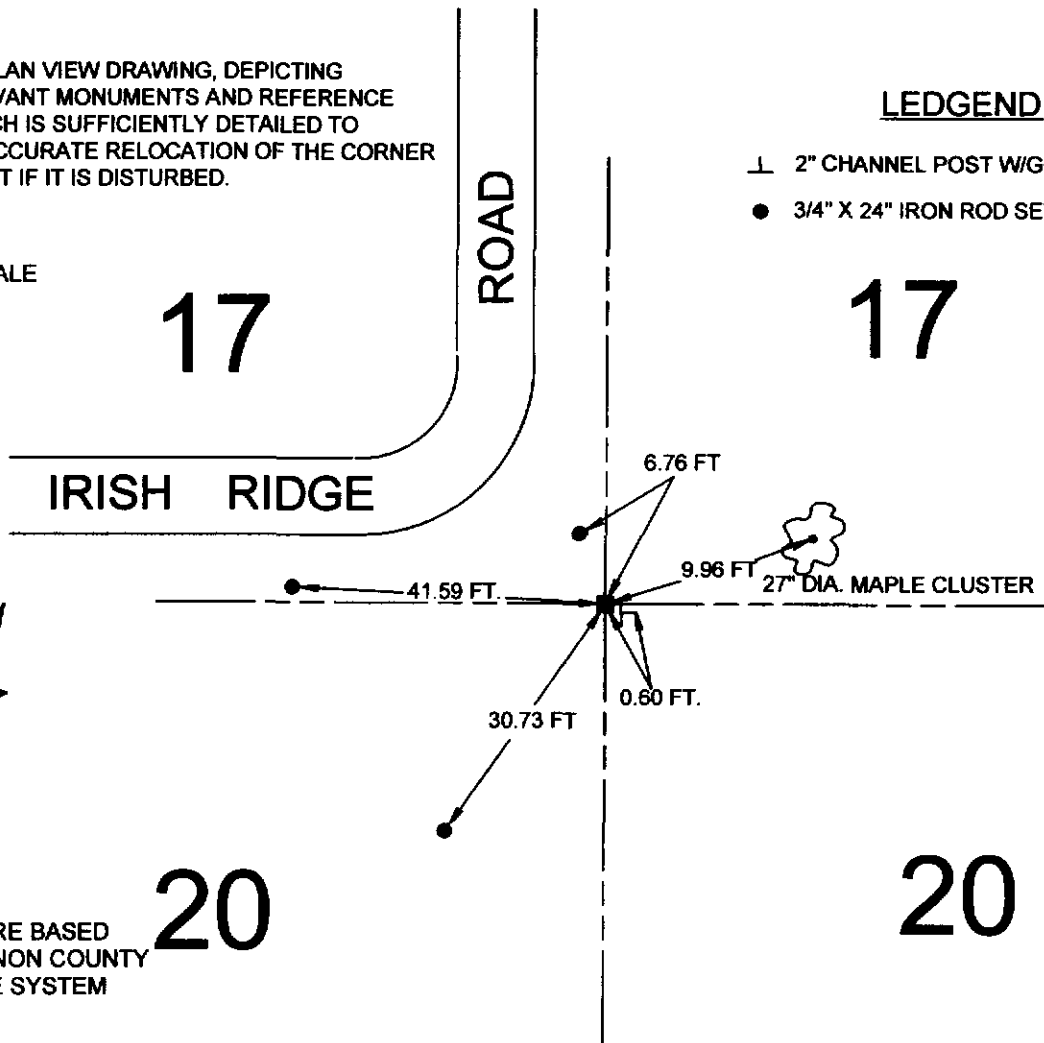 LAN VIEW DRAWING, DEPICTING
VANT MONUMENTS AND REFERENCE
CH IS SUFFICIENTLY DETAILED TO
CCURATE RELOCATION OF THE CORNER
T IF IT IS DISTURBED.
LEDGEND
2" CHANNEL POST W/G
3/4" X 24" IRON ROD SE
ALE
17
ROAD
17
IRISH RIDGE
6.76 FT
9.96 FT
41.59 FT.
27" DIA. MAPLE CLUSTER
0.60 FT.
30.73 FT
20
20
RE BASED
NON COUNTY
E SYSTEM